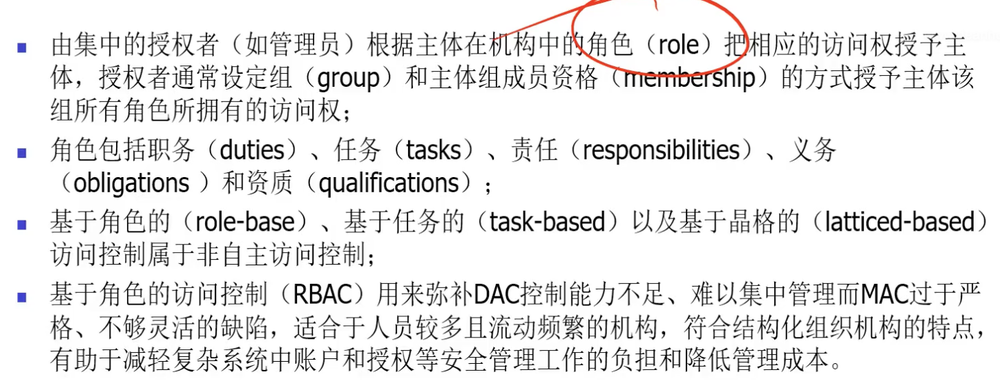 由集中的授权者（如管理员）根据主体在机构中的角色（role）把相应的访问权授予主
体，授权者通常设定组（group）和主体组成员资格（membership）的方式授予主体该
组所有角色所拥有的访问权；
角色包括职务（duties）、任务（tasks）、责任（responsibilities）、义务
（obligations ）和资质（qualifications）；
基于角色的（role-base）、基于任务的（task-based）以及基于晶格的（latticed-based）
访问控制属于非自主访问控制；
基于角色的访问控制（RBAC）用来弥补DAC控制能力不足、难以集中管理而MAC过于严
格、不够灵活的缺陷，适合于人员较多且流动频繁的机构，符合结构化组织机构的特点，
有助于减轻复杂系统中账户和授权等安全管理工作的负担和降低管理成本。